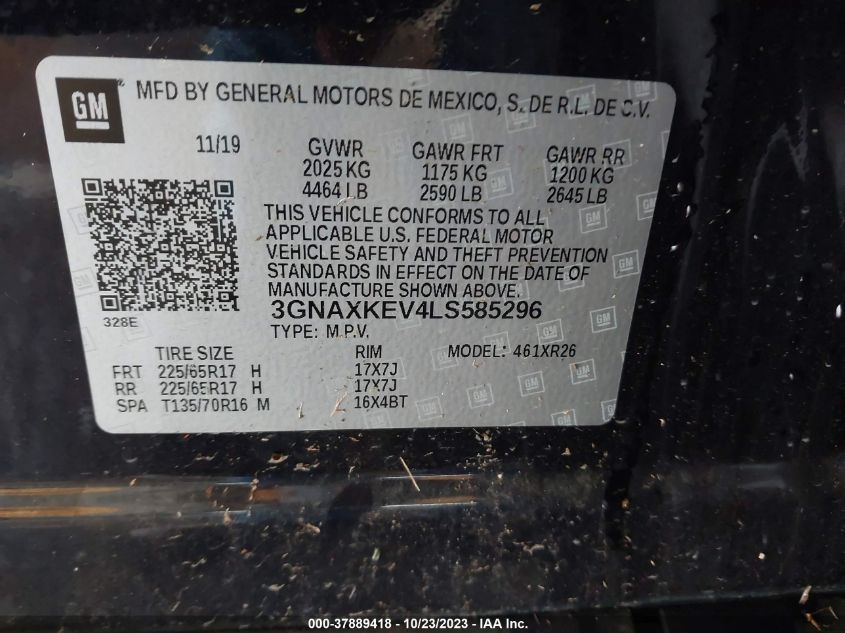 GM
MFD BY GENERAL MOTORS DE MEXICO, S. DE R.L. DE C.V.
11/19 GVWR GAWR FRT GAWR RR
2025 KG 1175 KG 1200 KG
4464 LB 2590 LB 2645 LB
THIS VEHICLE CONFORMS TO ALL
APPLICABLE U.S. FEDERAL MOTOR
VEHICLE SAFETY AND THEFT PREVENTION
STANDARDS IN EFFECT ON THE DATE OF
MANUFACTURE SHOWN ABOVE.
328E
3GNAXKEV4LS585296
TYPE: M.P.V.
TIRE SIZE RIM MODEL: 461XR26
FRT 225/65R17 H 17X7J
RR 225/65R17 H 17X7J
SPA T135/70R16 M 16X4BT
000-37889418 - 10/23/2023 - IAA Inc.